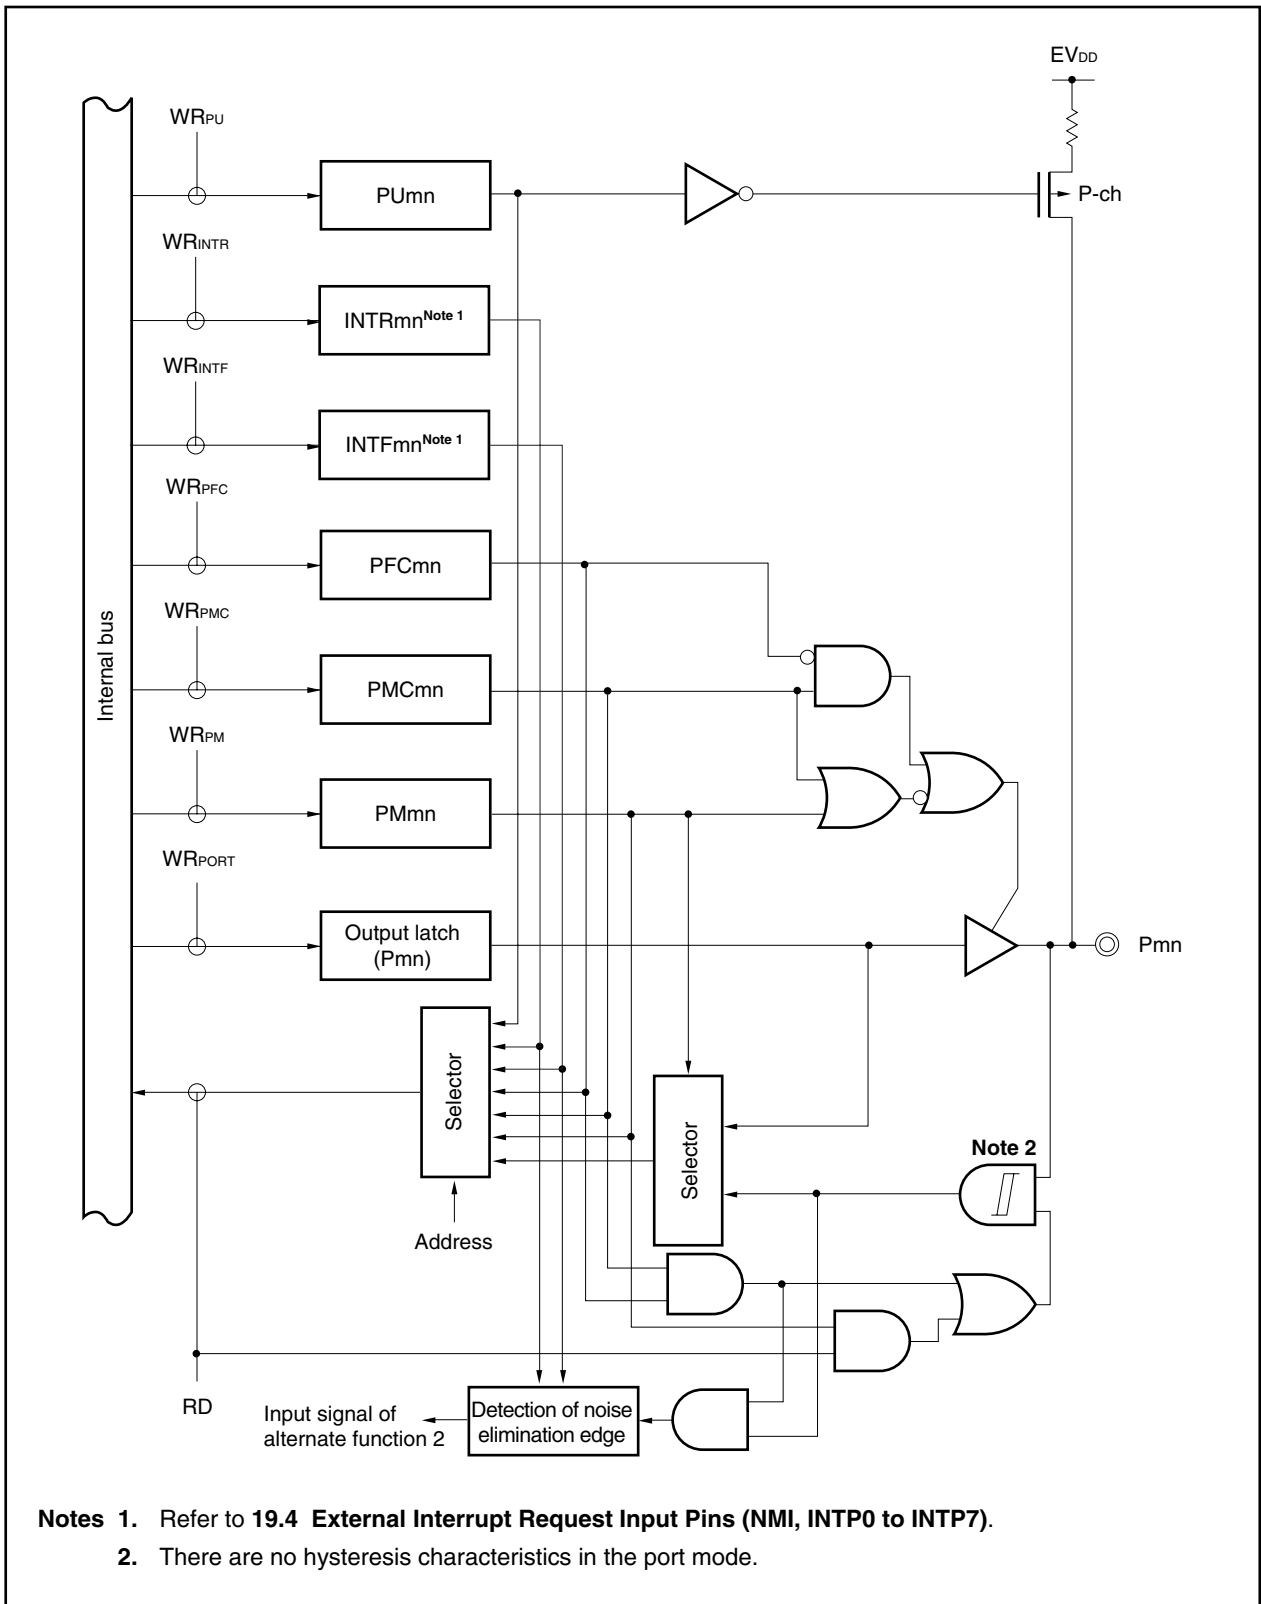 EVDD
WRPU
PUmn
P-ch
WRINTR
INTRmnNote 1
WRINTF
INTFmnNote 1
WRPFC
PFCmn
Internal bus
WRPMC
PMCmn
WRPM
PMmn
WRPORT
Output latch
(Pmn)
Pmn
Selector
Selector
Note 2
Address
RD
Input signal of
alternate function 2
Detection of noise
elimination edge
Notes 1. Refer to 19.4 External Interrupt Request Input Pins (NMI, INTP0 to INTP7).
2. There are no hysteresis characteristics in the port mode.